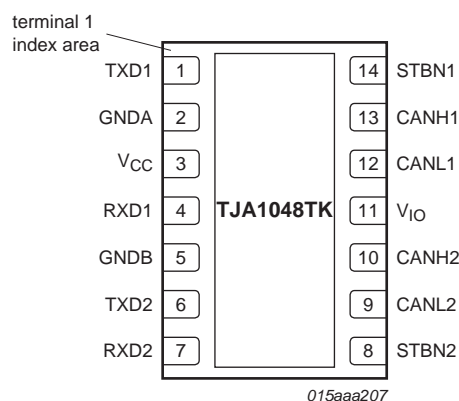 terminal 1
index area
TXD1 1 14 STBN1
GNDA 2 13 CANH1
VCC 3 12 CANL1
RXD1 4 TJA1048TK 11 VIO
GNDB 5 10 CANH2
TXD2 6 9 CANL2
RXD2 7 8 STBN2
015aaa207